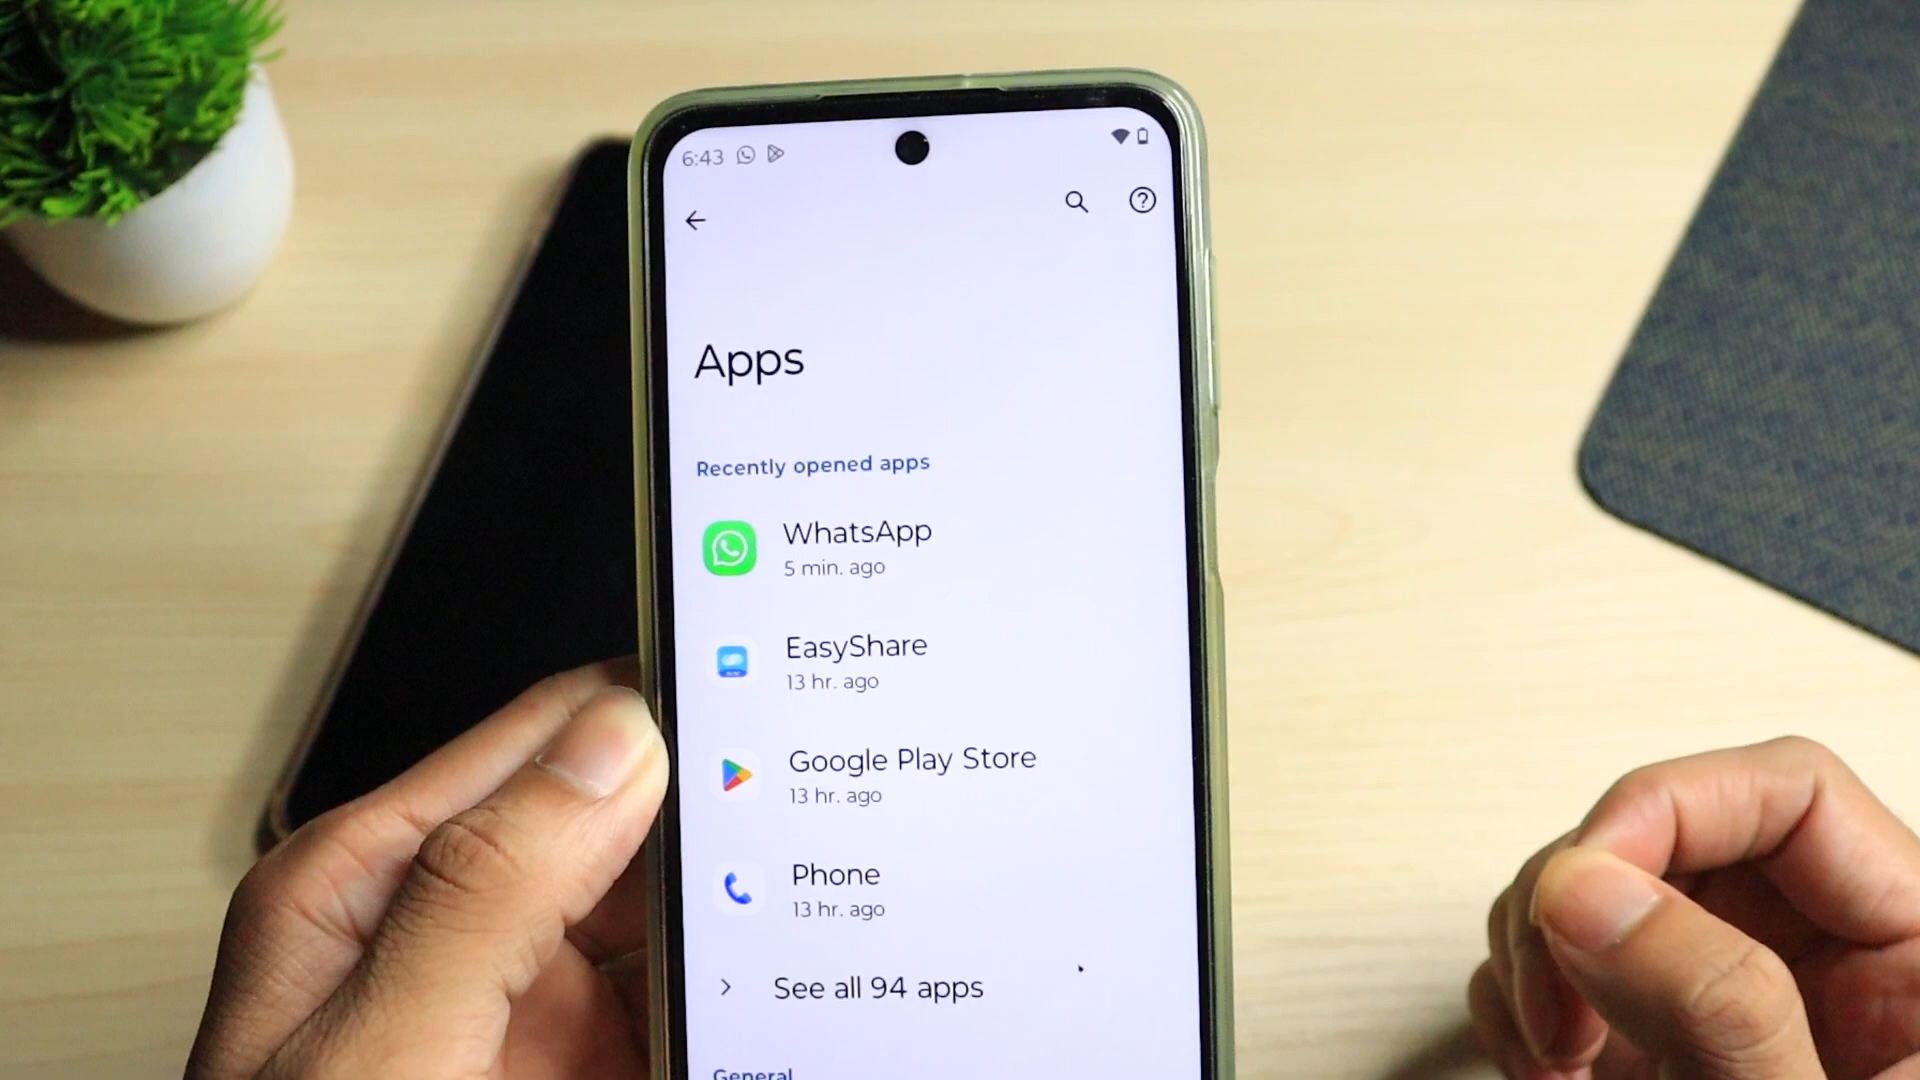 6:43
Apps
Recently opened apps
WhatsApp
5 min. ago
EasyShare
13 hr. ago
Google Play Store
13 hr. ago
Phone
13 hr. ago
See all 94 apps
General